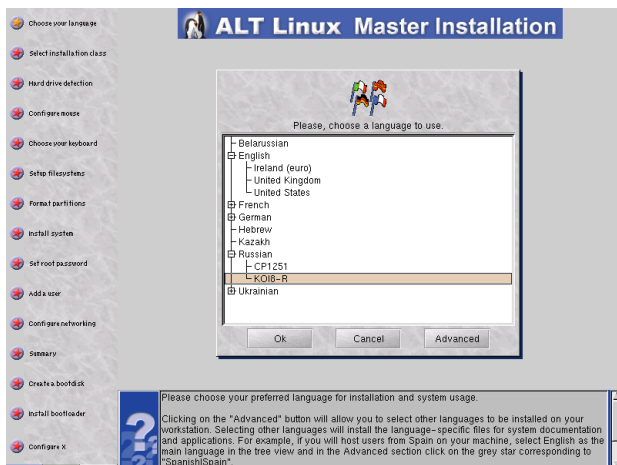 ALT Linux Master Installation
Choose your language
Select installation class
Hard drive detection
Configure mouse
Choose your keyboard
Setup filesystems
Format partitions
Install system
Set root password
Add a user
Configure networking
Summary
Create a bootdisk
Install bootloader
Configure X
Please, choose a language to use.
Belarussian
English
Ireland (euro)
United Kingdom
United States
French
German
Hebrew
Kazakh
Russian
CP1251
KOI8-R
Ukrainian
Ok Cancel Advanced
Please choose your preferred language for installation and system usage.
Clicking on the "Advanced" button will allow you to select other languages to be installed on your
workstation. Selecting other languages will install the language-specific files for system documentation
and applications. For example, if you will host users from Spain on your machine, select English as the
main language in the tree view and in the Advanced section click on the grey star corresponding to
"Spanish|Spain".